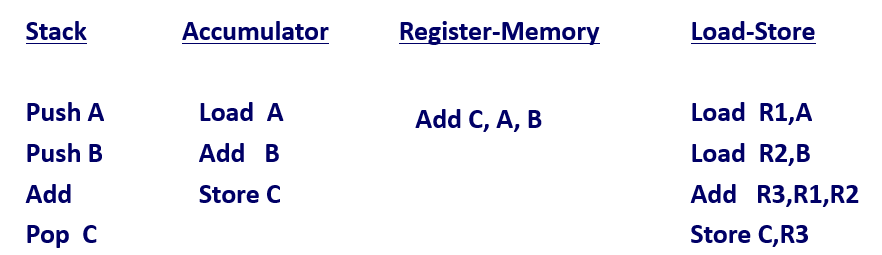 Stack Accumulator Register-Memory Load-Store
Push A Load A Add C, A, B Load R1,A
Push B Add B Load R2,B
Add Store C Add R3,R1,R2
Pop C Store C,R3